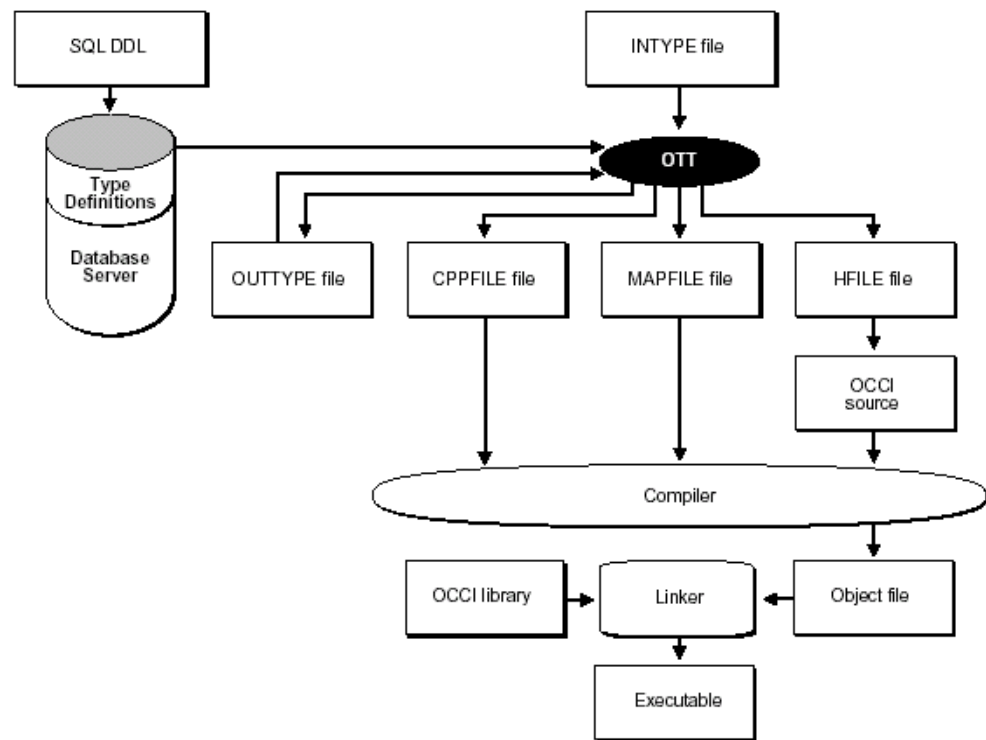 SQL DDL
INTYPE file
OTT
Type
Definitions
Database
Server
OUTTYPE file
CPPFILE file
MAPFILE file
HFILE file
OCCI
source
Compiler
OCCI library
Linker
Object file
Executable